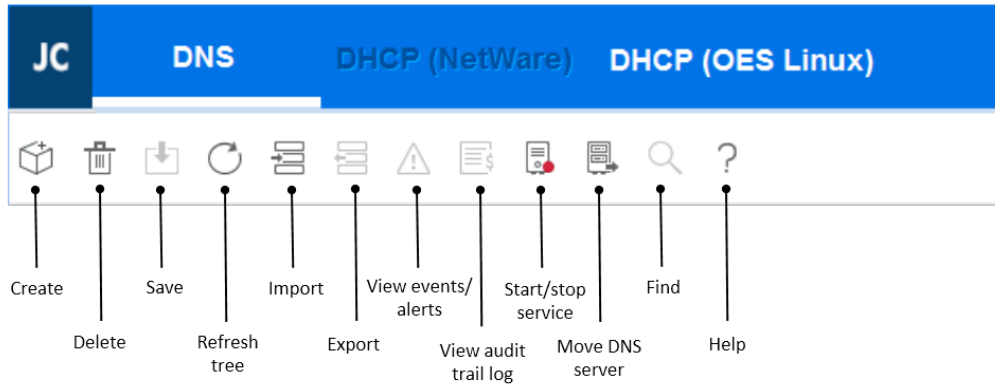 JC DNS DHCP (NetWare) DHCP (OES Linux)
Create
Delete
Save
Refresh
tree
Import
Export
View events/
alerts
View audit
trail log
Start/stop
service
Move DNS
server
Find
Help